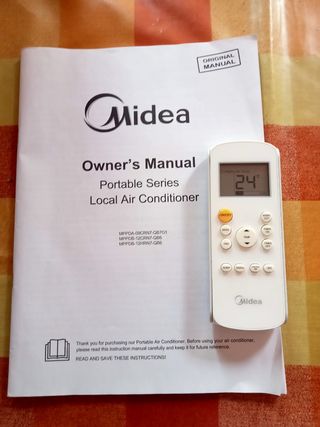 ORIGINAL
MANUAL
Midea
Owner's Manual
Portable Series
Local Air Conditioner
Thank you for purchasing our Portable Air Conditioner. Before using your air conditioner,
please read this instruction manual carefully and keep it for future reference.
READ AND SAVE THESE INSTRUCTIONS!
24°
Midea